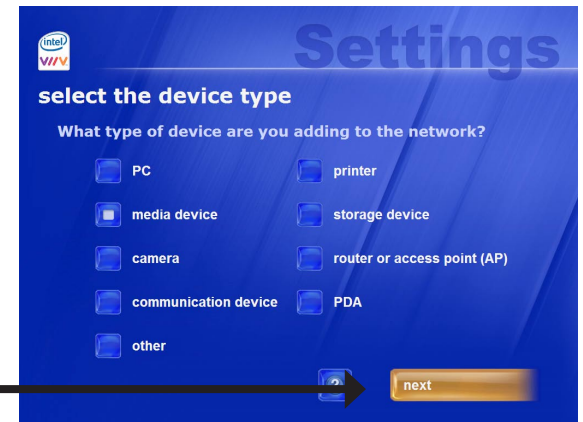 intel
VIIV
Settings
select the device type
What type of device are you adding to the network?
PC
printer
media device
storage device
camera
router or access point (AP)
communication device
PDA
other
?
next